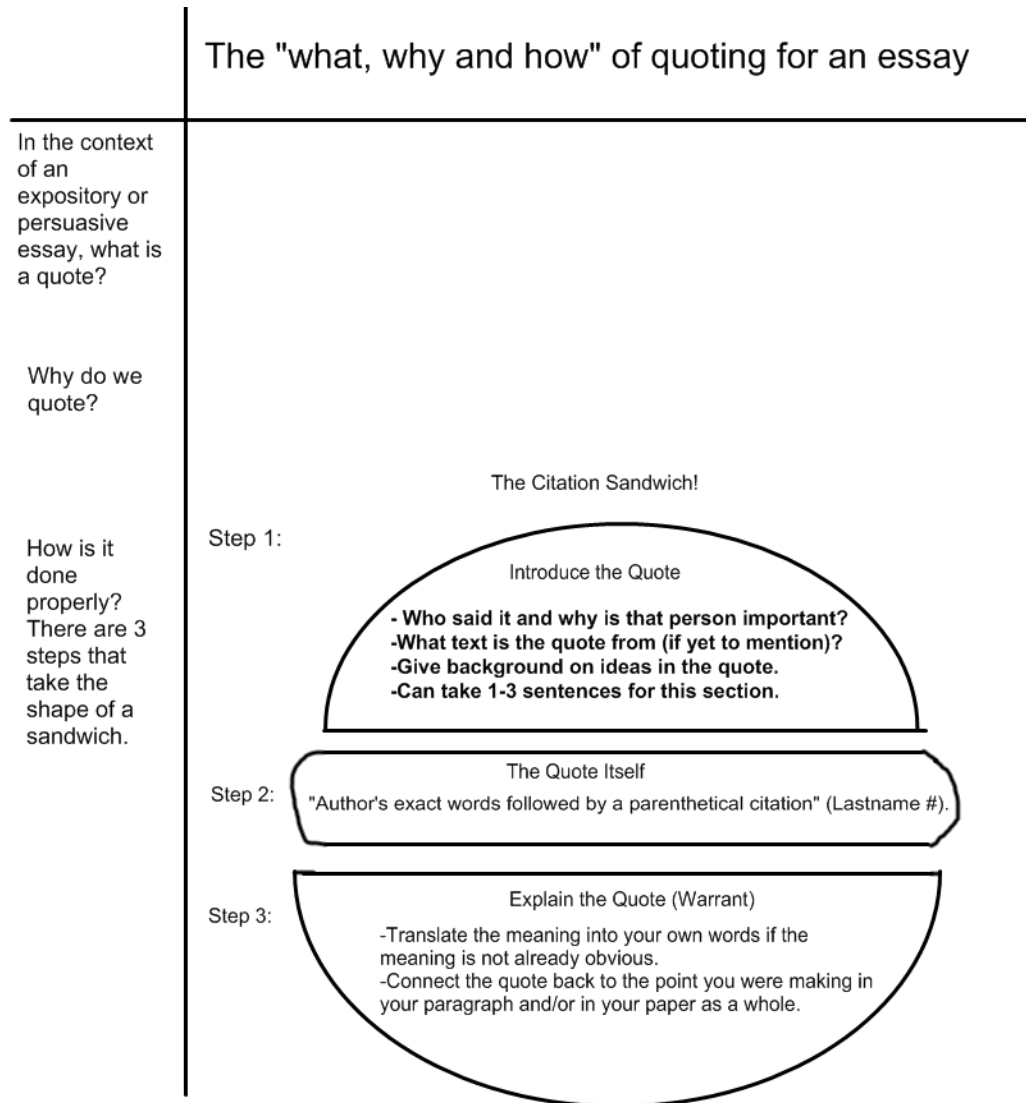 The "what, why and how" of quoting for an essay
In the context
of an
expository or
persuasive
essay, what is
a quote?
Why do we
quote?
How is it
done
properly?
There are 3
steps that
take the
shape of a
sandwich.
The Citation Sandwich!
Step 1:
Introduce the Quote
- Who said it and why is that person important?
-What text is the quote from (if yet to mention)?
-Give background on ideas in the quote.
-Can take 1-3 sentences for this section.
Step 2:
The Quote Itself
"Author's exact words followed by a parenthetical citation" (Lastname #).
Step 3:
Explain the Quote (Warrant)
-Translate the meaning into your own words if the
meaning is not already obvious.
-Connect the quote back to the point you were making in
your paragraph and/or in your paper as a whole.